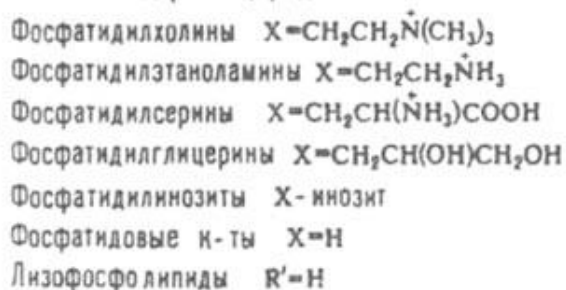 Фосфатидилхолины X=CH₂CH₂N⁺(CH₃)₃
Фосфатидилэтаноламины X=CH₂CH₂N⁺H₃
Фосфатидилсерины X=CH₂CH(N⁺H₃)COOH
Фосфатидилглицерины X=CH₂CH(OH)CH₂OH
Фосфатидилинозиты X- инозит
Фосфатидовые к-ты X=H
Лизофосфолипиды R'=H